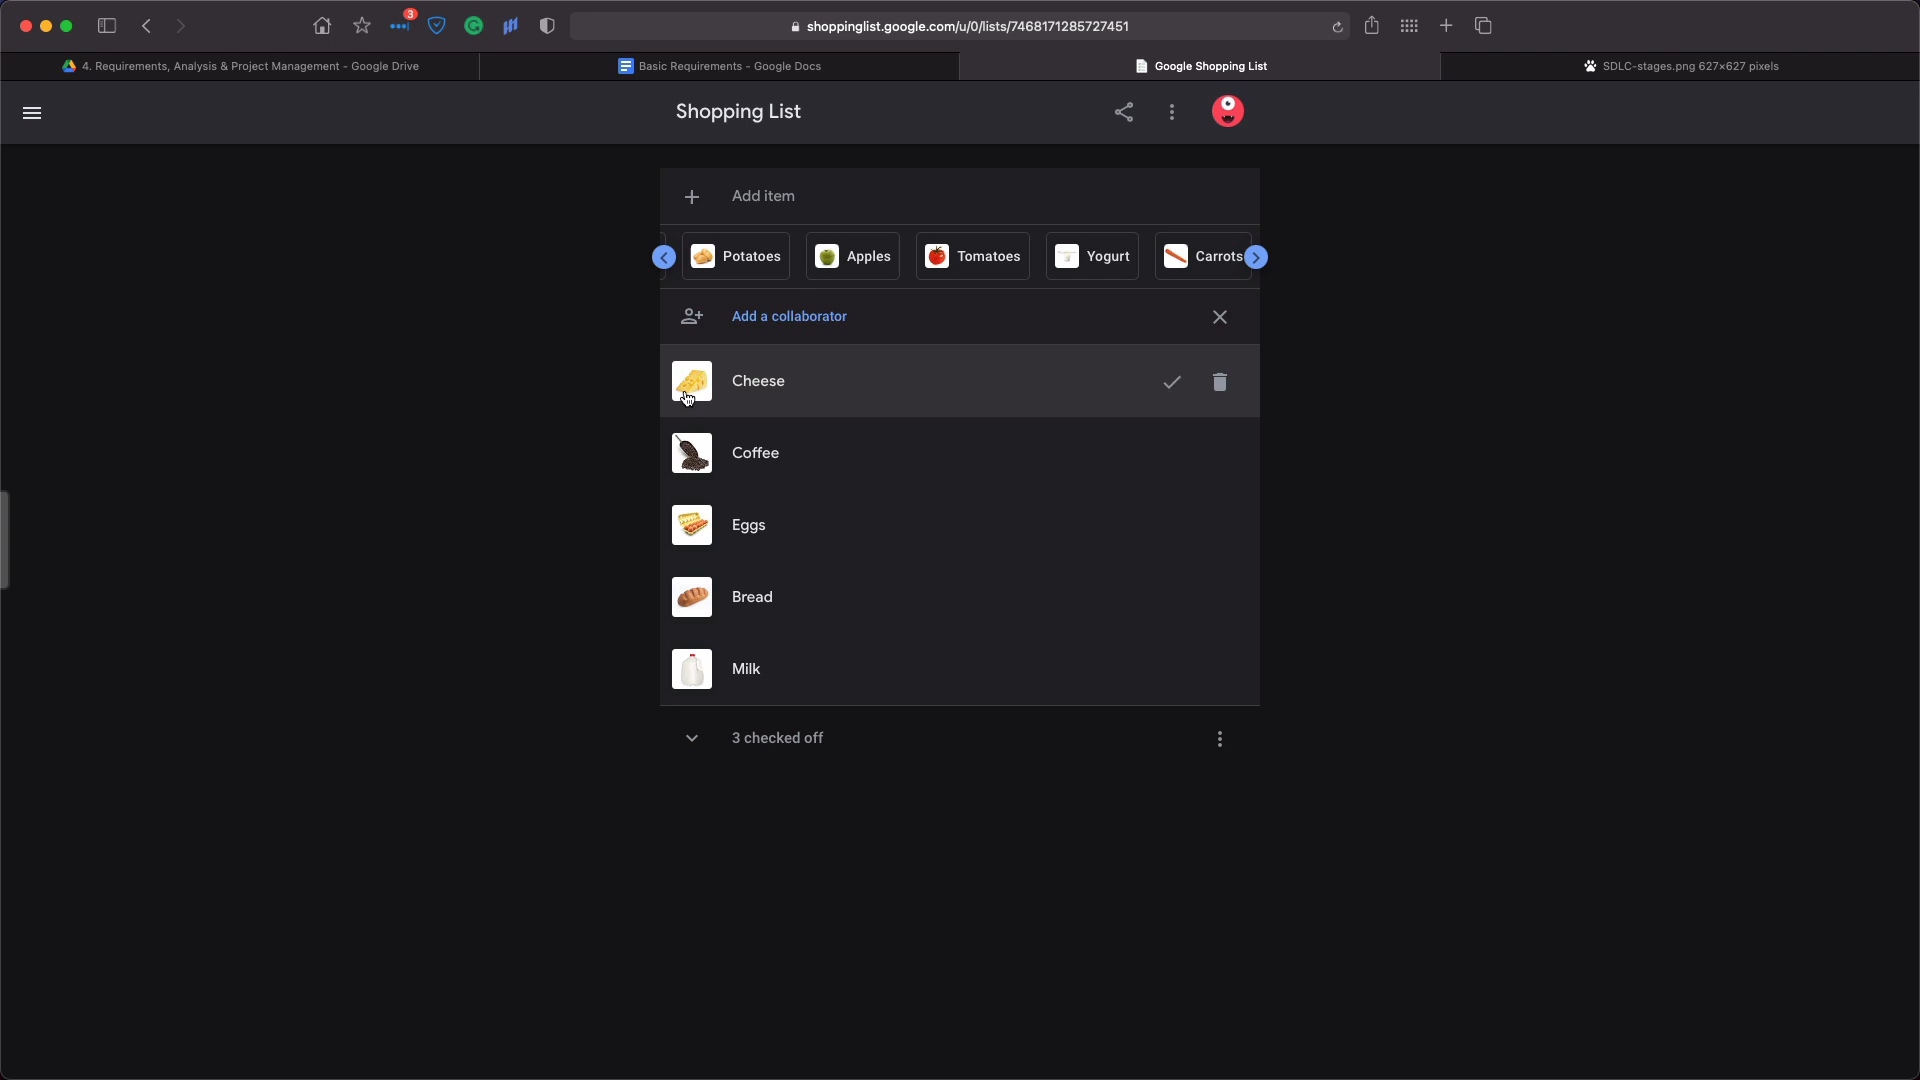 3
shoppinglist.google.com/u/0/lists/7468171285727451
4. Requirements, Analysis & Project Management - Google Drive
Basic Requirements - Google Docs
Google Shopping List
SDLC-stages.png 627×627 pixels
Shopping List
Add item
Potatoes
Apples
Tomatoes
Yogurt
Carrots
Add a collaborator
Cheese
Coffee
Eggs
Bread
Milk
3 checked off